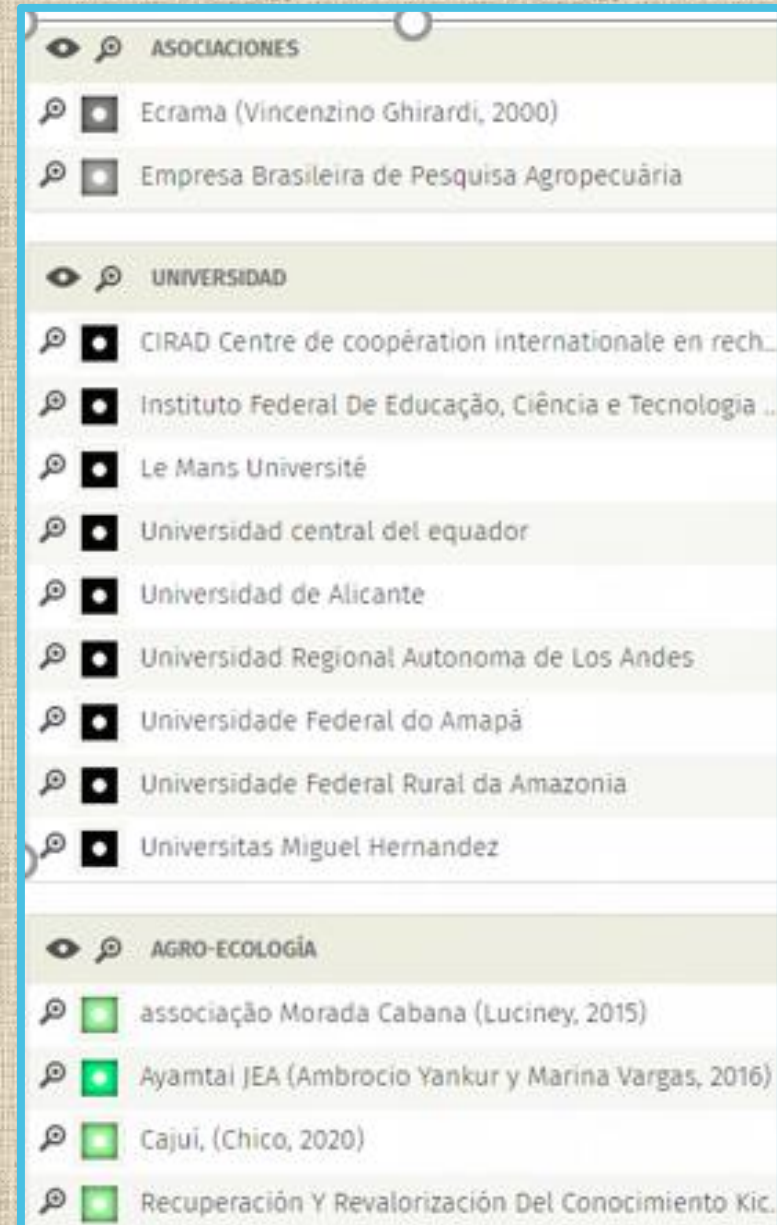 ASOCIACIONES
Ecrama (Vincenzino Ghirardi, 2000)
Empresa Brasileira de Pesquisa Agropecuária
UNIVERSIDAD
CIRAD Centre de coopération internationale en rech...
Instituto Federal De Educação, Ciência e Tecnologia ...
Le Mans Université
Universidad central del equador
Universidad de Alicante
Universidad Regional Autonoma de Los Andes
Universidade Federal do Amapá
Universidade Federal Rural da Amazonia
Universitas Miguel Hernandez
AGRO-ECOLOGÍA
associação Morada Cabana (Luciney, 2015)
Ayamtai JEA (Ambrocio Yankur y Marina Vargas, 2016)
Cajuí, (Chico, 2020)
Recuperación Y Revalorización Del Conocimiento Kic...